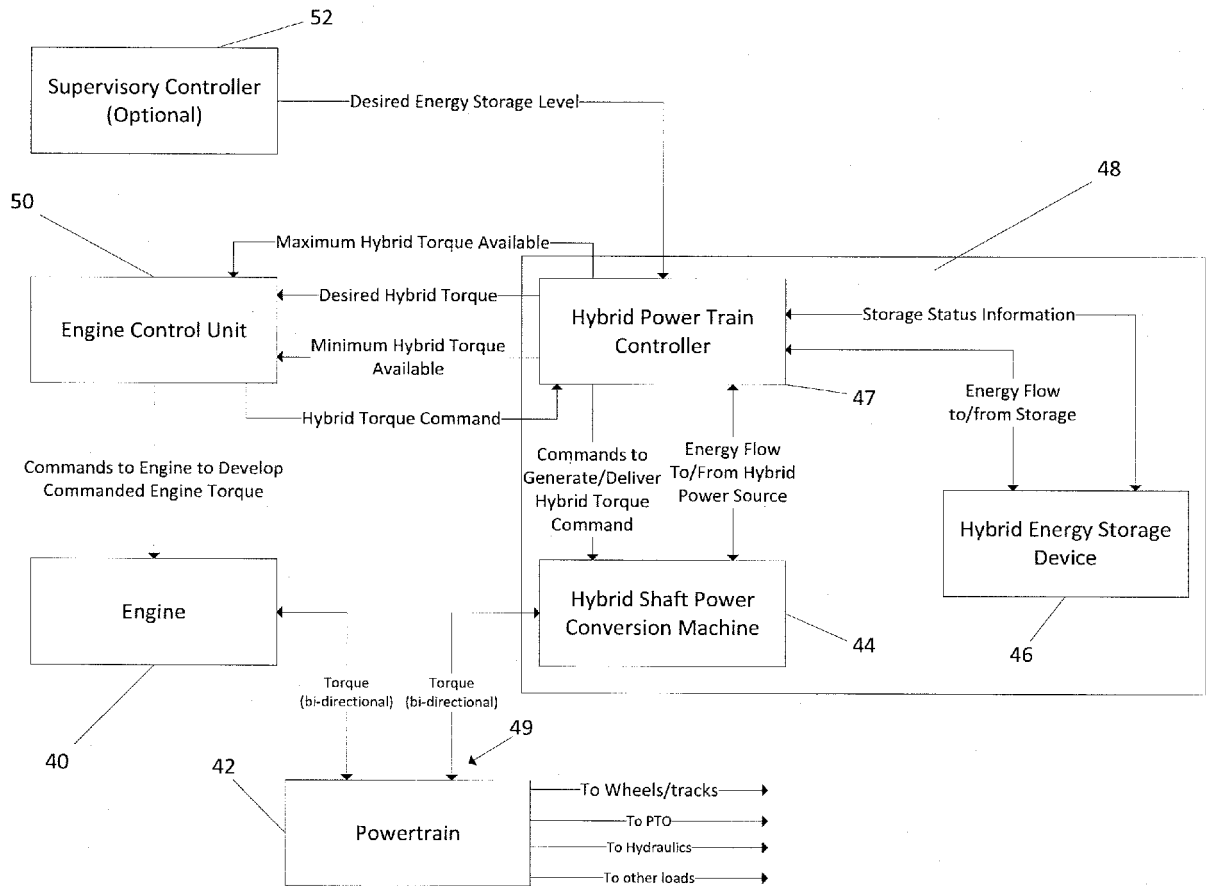 52
Supervisory Controller
(Optional)
Desired Energy Storage Level
48
50
Maximum Hybrid Torque Available
Engine Control Unit
Desired Hybrid Torque
Minimum Hybrid Torque
Available
Hybrid Torque Command
Hybrid Power Train
Controller
Storage Status Information
47
Energy Flow
to/from Storage
Commands to Engine to Develop
Commanded Engine Torque
Commands to
Generate/Deliver
Hybrid Torque
Command
Energy Flow
To/From Hybrid
Power Source
Hybrid Energy Storage
Device
Engine
Hybrid Shaft Power
Conversion Machine
44
46
Torque
(bi-directional)
Torque
(bi-directional)
40
42
49
Powertrain
To Wheels/tracks
To PTO
To Hydraulics
To other loads